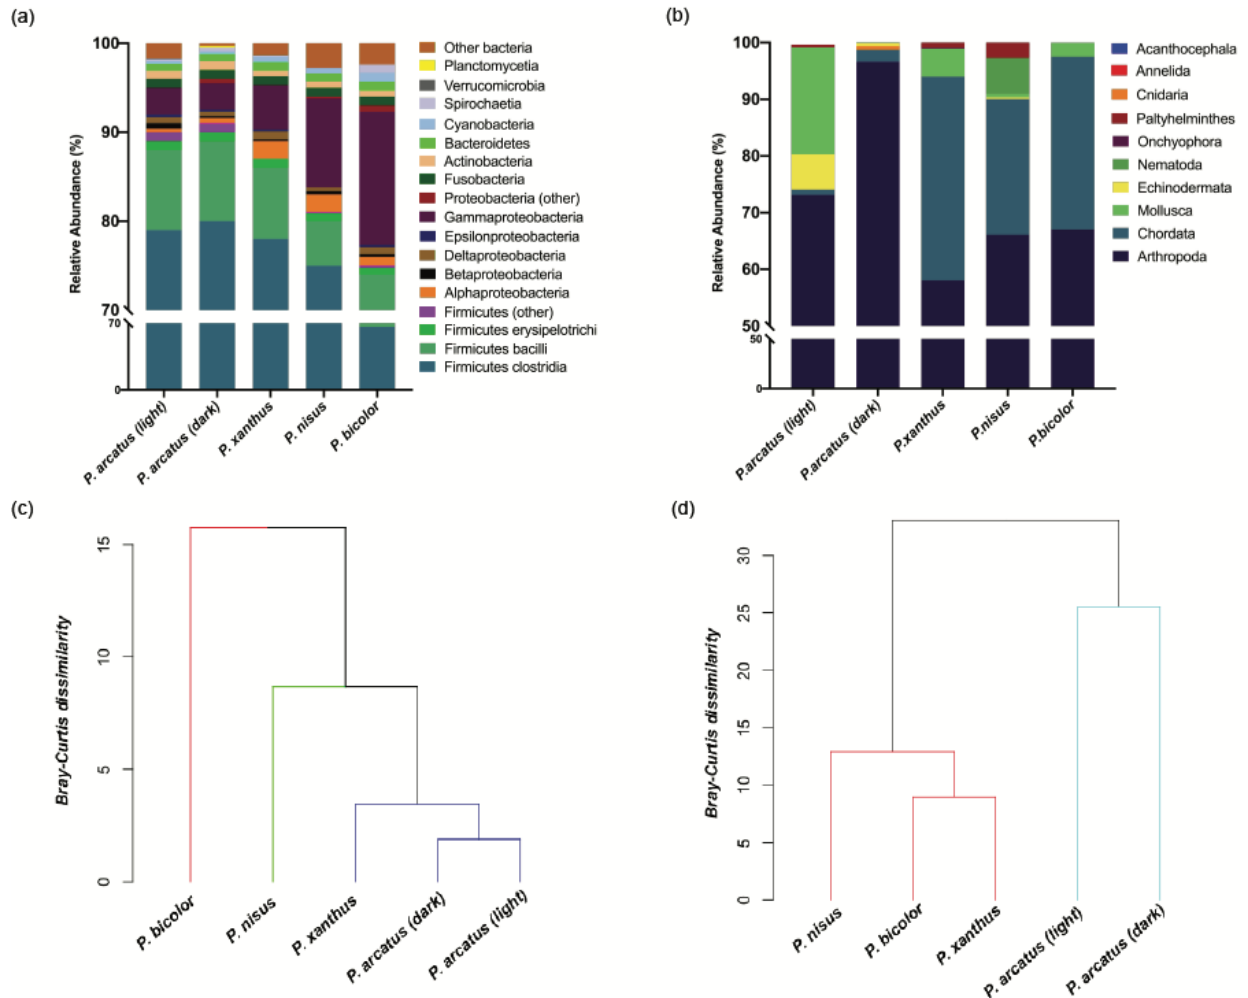 (a)
Relative Abundance (%)
100
90
80
70
70
0
P. arcatus (light)
P. arcatus (dark)
P. xanthus
P. nisus
P. bicolor
Other bacteria
Planctomycetia
Verrucomicrobia
Spirochaetia
Cyanobacteria
Bacteroidetes
Actinobacteria
Fusobacteria
Proteobacteria (other)
Gammaproteobacteria
Epsilonproteobacteria
Deltaproteobacteria
Betaproteobacteria
Alphaproteobacteria
Firmicutes (other)
Firmicutes erysipelotrichi
Firmicutes bacilli
Firmicutes clostridia
(b)
Relative Abundance (%)
100
90
80
70
60
50
50
0
P.arcatus (light)
P.arcatus (dark)
P.xanthus
P.nisus
P.bicolor
Acanthocephala
Annelida
Cnidaria
Paltyhelminthes
Onchyophora
Nematoda
Echinodermata
Mollusca
Chordata
Arthropoda
(c)
Bray-Curtis dissimilarity
15
10
5
0
P. bicolor
P. nisus
P. xanthus
P. arcatus (dark)
P. arcatus (light)
(d)
Bray-Curtis dissimilarity
30
25
20
15
10
5
0
P. nisus
P. bicolor
P. xanthus
P. arcatus (light)
P. arcatus (dark)